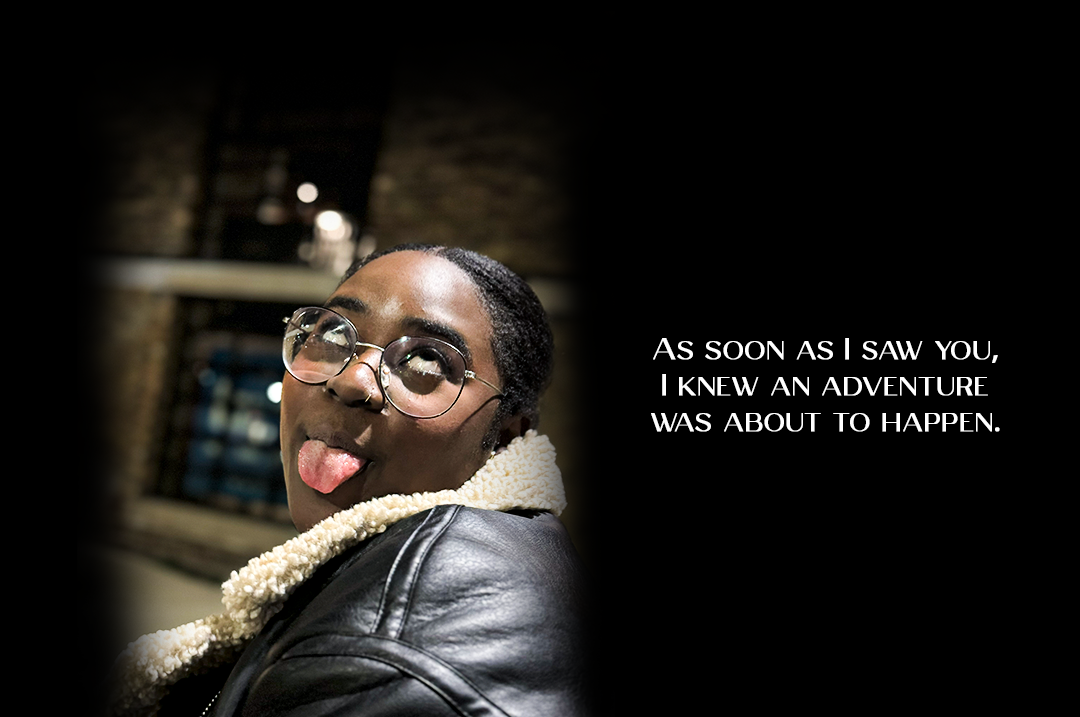 As soon as I saw you,
I knew an adventure
was about to happen.